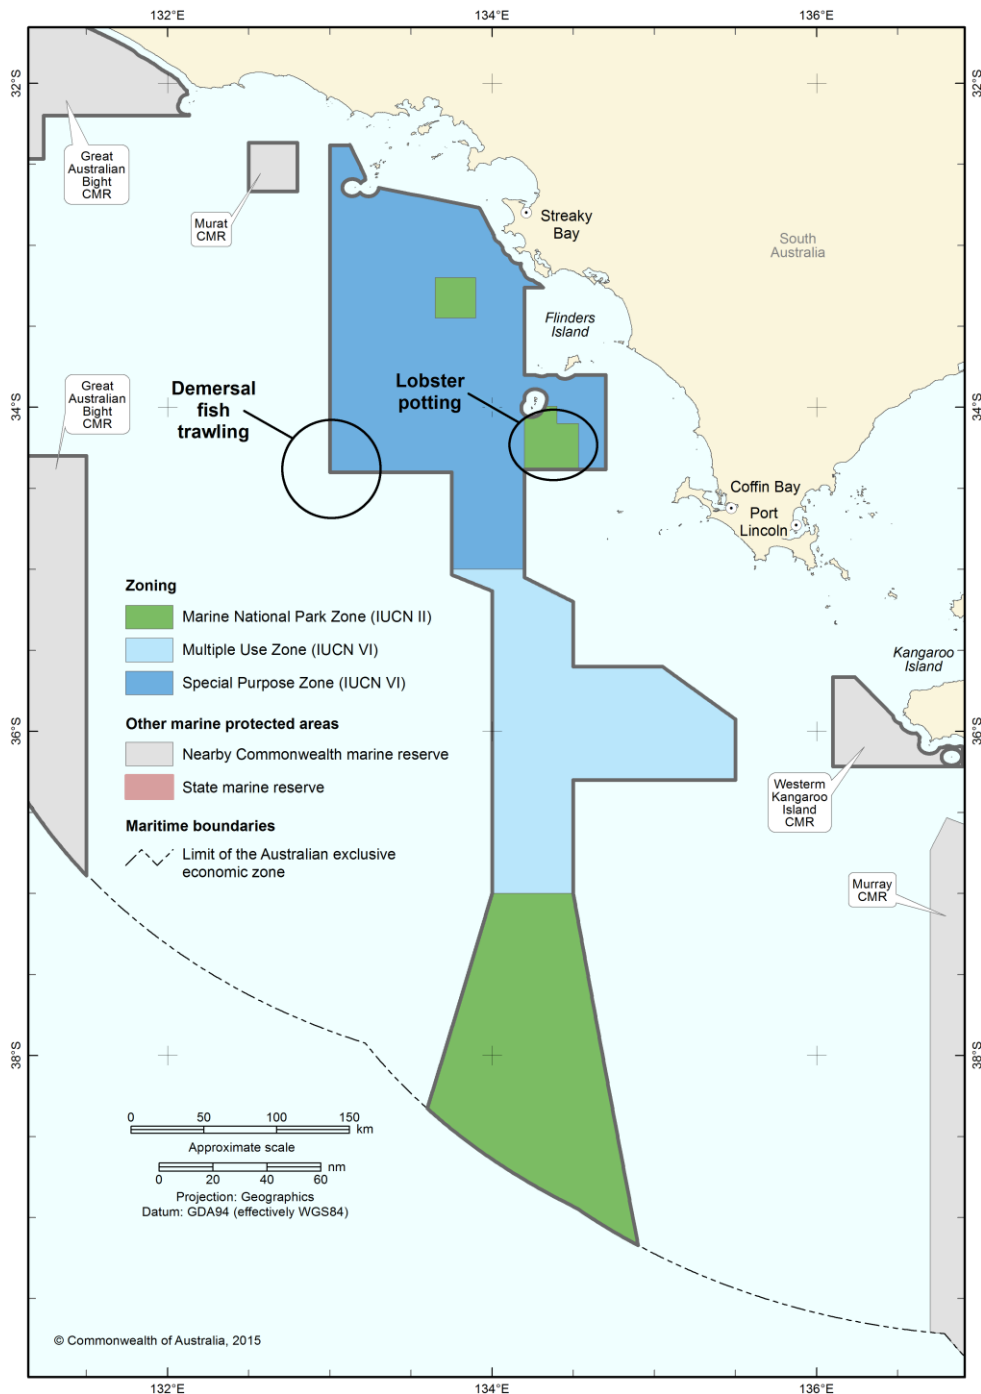 132°E
134°E
136°E
32°S
32°S
Great
Australian
Bight
CMR
Murat
CMR
Streaky
Bay
South
Australia
Flinders
Island
Great
Australian
Bight
CMR
Demersal
fish
trawling
Lobster
potting
34°S
34°S
Coffin Bay
Port
Lincoln
Zoning
Marine National Park Zone (IUCN II)
Multiple Use Zone (IUCN VI)
Special Purpose Zone (IUCN VI)
Other marine protected areas
Nearby Commonwealth marine reserve
State marine reserve
Maritime boundaries
Limit of the Australian exclusive
economic zone
Kangaroo
Island
36°S
36°S
Westerm
Kangaroo
Island
CMR
Murray
CMR
38°S
38°S
0 50 100 150
km
Approximate scale
nm
0 20 40 60
Projection: Geographics
Datum: GDA94 (effectively WGS84)
© Commonwealth of Australia, 2015
132°E
134°E
136°E